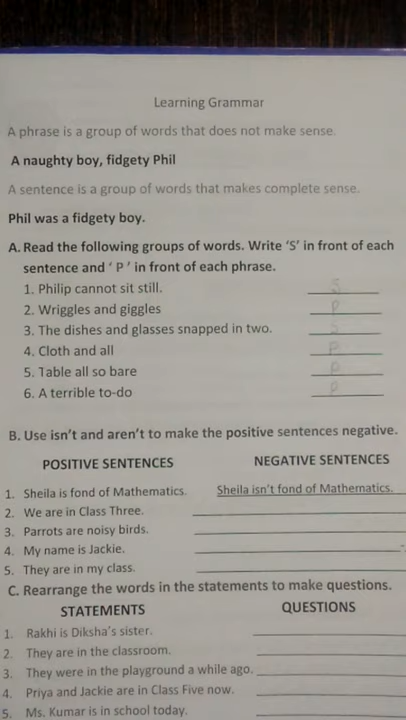 Learning Grammar
A phrase is a group of words that does not make sense.
A naughty boy, fidgety Phil
A sentence is a group of words that makes complete sense.
Phil was a fidgety boy.
A. Read the following groups of words. Write 'S' in front of each
sentence and ' P ' in front of each phrase.
1. Philip cannot sit still. S
2. Wriggles and giggles P
3. The dishes and glasses snapped in two. S
4. Cloth and all P
5. Table all so bare P
6. A terrible to-do P
B. Use isn't and aren't to make the positive sentences negative.
POSITIVE SENTENCES NEGATIVE SENTENCES
1. Sheila is fond of Mathematics. Sheila isn't fond of Mathematics.
2. We are in Class Three.
3. Parrots are noisy birds.
4. My name is Jackie.
5. They are in my class.
C. Rearrange the words in the statements to make questions.
STATEMENTS QUESTIONS
1. Rakhi is Diksha's sister.
2. They are in the classroom.
3. They were in the playground a while ago.
4. Priya and Jackie are in Class Five now.
5. Ms. Kumar is in school today.